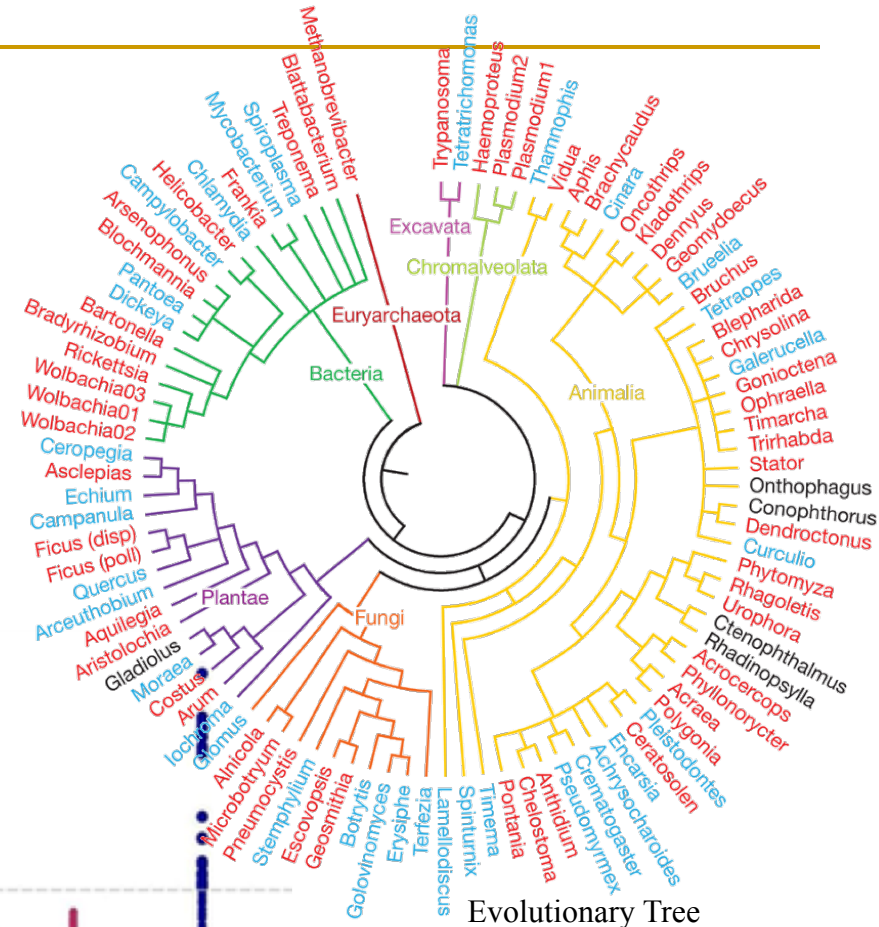 Methanobrevibacter
Blattabacterium
Treponema
Spiroplasma
Mycobacterium
Frankia
Chlamydia
Helicobacter
Campylobacter
Arsenophonus
Blochmannia
Pantoea
Dickeya
Bartonella
Bradyrhizobium
Rickettsia
Wolbachia03
Wolbachia01
Wolbachia02
Ceropegia
Asclepias
Echium
Campanula
Ficus (disp)
Ficus (poll)
Quercus
Arceuthobium
Aquilegia
Aristolochia
Gladiolus
Moraea
Costus
Arum
Iochroma
Glomus
Ainicola
Microbotryum
Pneumocystis
Stemphylium
Escovopsis
Geosmithia
Botrytis
Golovinomyces
Erysiphe
Terfezia
Lamellodiscus
Spinturnix
Timema
Pontania
Chelostoma
Anthidium
Pseudomyrmex
Crematogaster
Achrysocharoides
Encarsia
Ceratosolen
Pleistodontes
Polygonia
Acraea
Phyllonorycter
Acrocercops
Rhadinopsylla
Ctenophthalmus
Urophora
Rhagoletis
Phytomyza
Curculio
Dendroctonus
Conophthorus
Onthophagus
Stator
Trirhabda
Timarcha
Ophraella
Gonioctena
Galerucella
Chrysolina
Blepharida
Tetraopes
Bruchus
Brueelia
Geomydoecus
Dennyus
Kladothrips
Oncothrips
Cinara
Brachycaudus
Aphis
Vidua
Thamnophis
Plasmodium1
Plasmodium2
Haemoproteus
Tetratrichomonas
Trypanosoma
Excavata
Chromalveolata
Euryarchaeota
Bacteria
Animalia
Plantae
Fungi
Evolutionary Tree